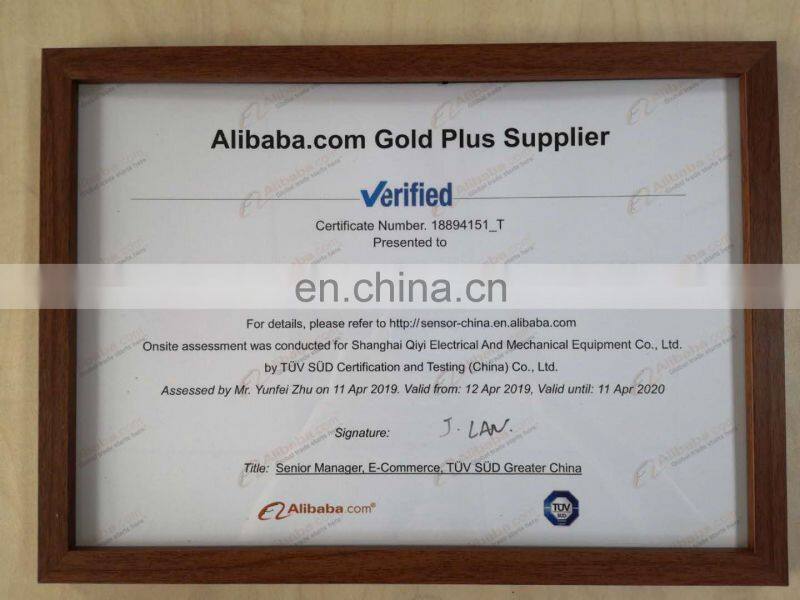 Alibaba.com Gold Plus Supplier
Verified
Certificate Number. 18894151_T
Presented to
en.china.cn
For details, please refer to http://sensor-china.en.alibaba.com
Onsite assessment was conducted for Shanghai Qiyi Electrical And Mechanical Equipment Co., Ltd.
by TÜV SÜD Certification and Testing (China) Co., Ltd.
Assessed by Mr. Yunfei Zhu on 11 Apr 2019. Valid from: 12 Apr 2019, Valid until: 11 Apr 2020
Signature: J. LAN.
Title: Senior Manager, E-Commerce, TÜV SÜD Greater China
Alibaba.com®
TÜV
SÜD